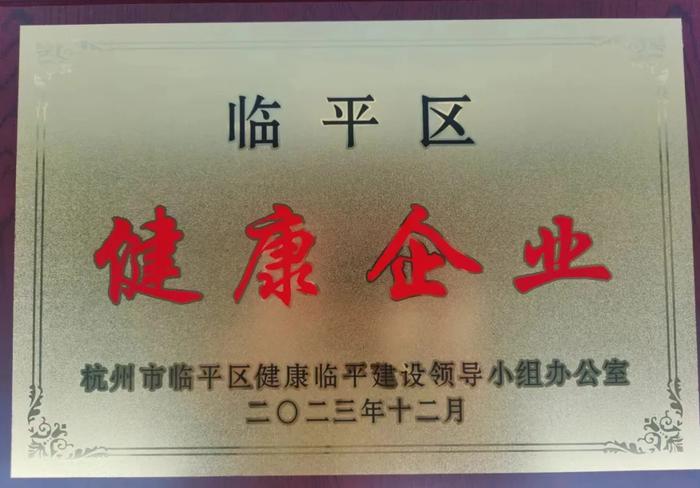 临平区
健康企业
杭州市临平区健康临平建设领导小组办公室
二〇二三年十二月